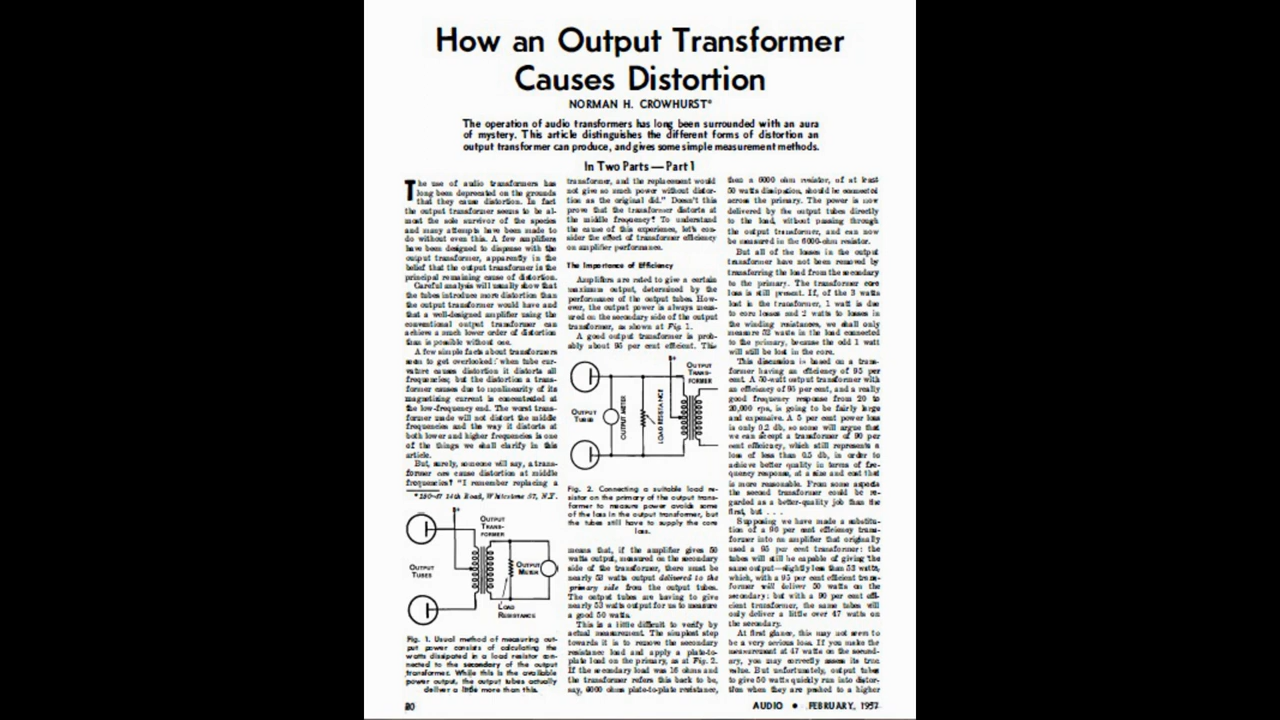 How an Output Transformer
Causes Distortion
NORMAN H. CROWHURST*
The operation of audio transformers has long been surrounded with an aura
of mystery. This article distinguishes the different forms of distortion an
output transformer can produce, and gives some simple measurement methods.
In Two Parts—Part 1
The use of audio transformers has
long been deprecated on the grounds
that they cause distortion. In fact
the output transformer seems to be al-
most the sole survivor of the species
and many attempts have been made to
do without even this. A few amplifiers
have been designed to dispense with the
output transformer, apparently in the
belief that the output transformer is the
principal remaining cause of distortion.
Careful analysis will usually show that
the tubes introduce more distortion than
the output transformer would have and
that a well-designed amplifier using the
conventional output transformer can
achieve a much lower order of distortion
than is possible without one.
A few simple facts about transformers
seem to get overlooked: when tube cur-
vature causes distortion it distorts all
frequencies; but the distortion a trans-
former causes due to nonlinearity of its
magnetizing current is concentrated at
the low-frequency end. The worst trans-
former made will not distort the middle
frequencies and the way it distorts at
both lower and higher frequencies is one
of the things we shall clarify in this
article.
But, surely, someone will say, a trans-
former can cause distortion at middle
frequencies? "I remember replacing a
* 150-47 14th Road, Whitestone 57, N.Y.
OUTPUT
TUBES
B+
OUTPUT
TRANS-
FORMER
OUTPUT
METER
LOAD
RESISTANCE
Fig. 1. Usual method of measuring out-
put power consists of calculating the
watts dissipated in a load resistor con-
nected to the secondary of the output
transformer. While this is the available
power output, the output tubes actually
deliver a little more than this.
transformer, and the replacement would
not give so much power without distor-
tion as the original did." Doesn't this
prove that the transformer distorts at
the middle frequency? To understand
the cause of this experience, let's con-
sider the effect of transformer efficiency
on amplifier performance.
The Importance of Efficiency
Amplifiers are rated to give a certain
maximum output, determined by the
performance of the output tubes. How-
ever, the output power is always meas-
ured on the secondary side of the output
transformer, as shown at Fig. 1.
A good output transformer is prob-
ably about 95 per cent efficient. This
OUTPUT
TUBES
OUTPUT METER
LOAD RESISTANCE
B+
OUTPUT
TRANS-
FORMER
Fig. 2. Connecting a suitable load re-
sistor on the primary of the output trans-
former to measure power avoids some
of the loss in the output transformer, but
the tubes still have to supply the core
loss.
means that, if the amplifier gives 50
watts output, measured on the secondary
side of the transformer, there must be
nearly 53 watts output delivered to the
primary side from the output tubes.
The output tubes are having to give
nearly 53 watts output for us to measure
a good 50 watts.
This is a little difficult to verify by
actual measurement. The simplest step
towards it is to remove the secondary
resistance load and apply a plate-to-
plate load on the primary, as at Fig. 2.
If the secondary load was 16 ohms and
the transformer refers this back to be,
say, 6000 ohms plate-to-plate resistance,
then a 6000 ohm resistor, of at least
50 watts dissipation, should be connected
across the primary. The power is now
delivered by the output tubes directly
to the load, without passing through
the output transformer, and can now
be measured in the 6000-ohm resistor.
But all of the losses in the output
transformer have not been removed by
transferring the load from the secondary
to the primary. The transformer core
loss is still present. If, of the 3 watts
lost in the transformer, 1 watt is due
to core losses and 2 watts to losses in
the winding resistances, we shall only
measure 52 watts in the load connected
to the primary, because the odd 1 watt
will still be lost in the core.
This discussion is based on a trans-
former having an efficiency of 95 per
cent. A 50-watt output transformer with
an efficiency of 95 per cent, and a really
good frequency response from 20 to
20,000 cps, is going to be fairly large
and expensive. A 5 per cent power loss
is only 0.2 db, so some will argue that
we can accept a transformer of 90 per
cent efficiency, which still represents a
loss of less than 0.5 db, in order to
achieve better quality in terms of fre-
quency response, at a size and cost that
is more reasonable. From some aspects
the second transformer could be re-
garded as a better-quality job than the
first, but . . .
Supposing we have made a substitu-
tion of a 90 per cent efficiency trans-
former into an amplifier that originally
used a 95 per cent transformer: the
tubes will still be capable of giving the
same output—slightly less than 53 watts,
which, with a 95 per cent efficient trans-
former will deliver 50 watts on the
secondary; but with a 90 per cent effi-
cient transformer, the same tubes will
only deliver a little over 47 watts on
the secondary.
At first glance, this may not seem to
be a very serious loss. If you make the
measurement at 47 watts on the second-
ary, you may correctly assess its true
value. But unfortunately, output tubes
to give 50 watts quickly run into distor-
tion when they are pushed to a higher
80
AUDIO ● FEBRUARY, 1957